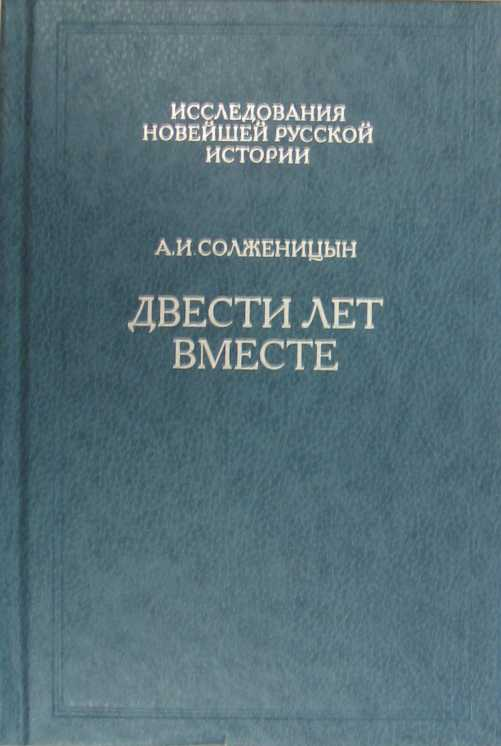 ИССЛЕДОВАНИЯ
НОВЕЙШЕЙ РУССКОЙ
ИСТОРИИ
А.И. СОЛЖЕНИЦЫН
ДВЕСТИ ЛЕТ
ВМЕСТЕ